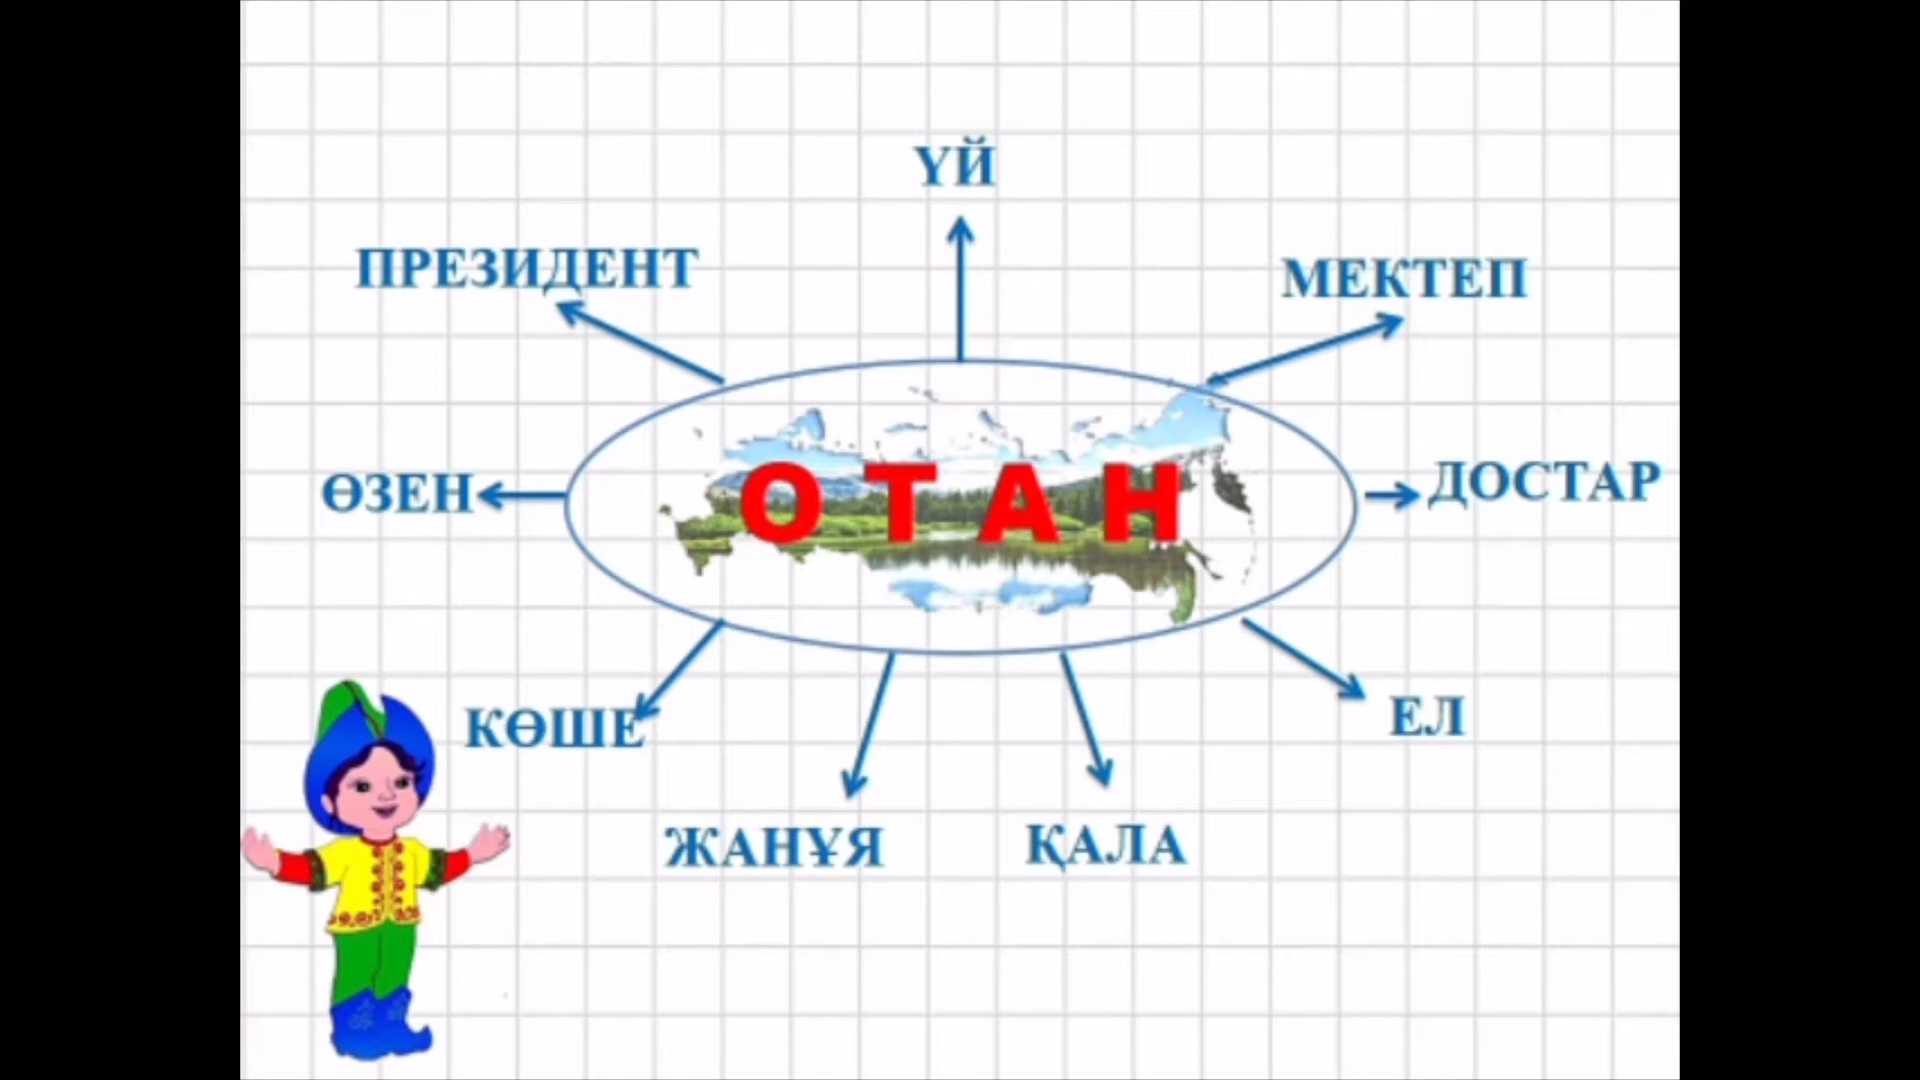 ҮЙ
ПРЕЗИДЕНТ
МЕКТЕП
ӨЗЕН
ОТАН
ДОСТАР
КӨШЕ
ЕЛ
ЖАНҰЯ
ҚАЛА